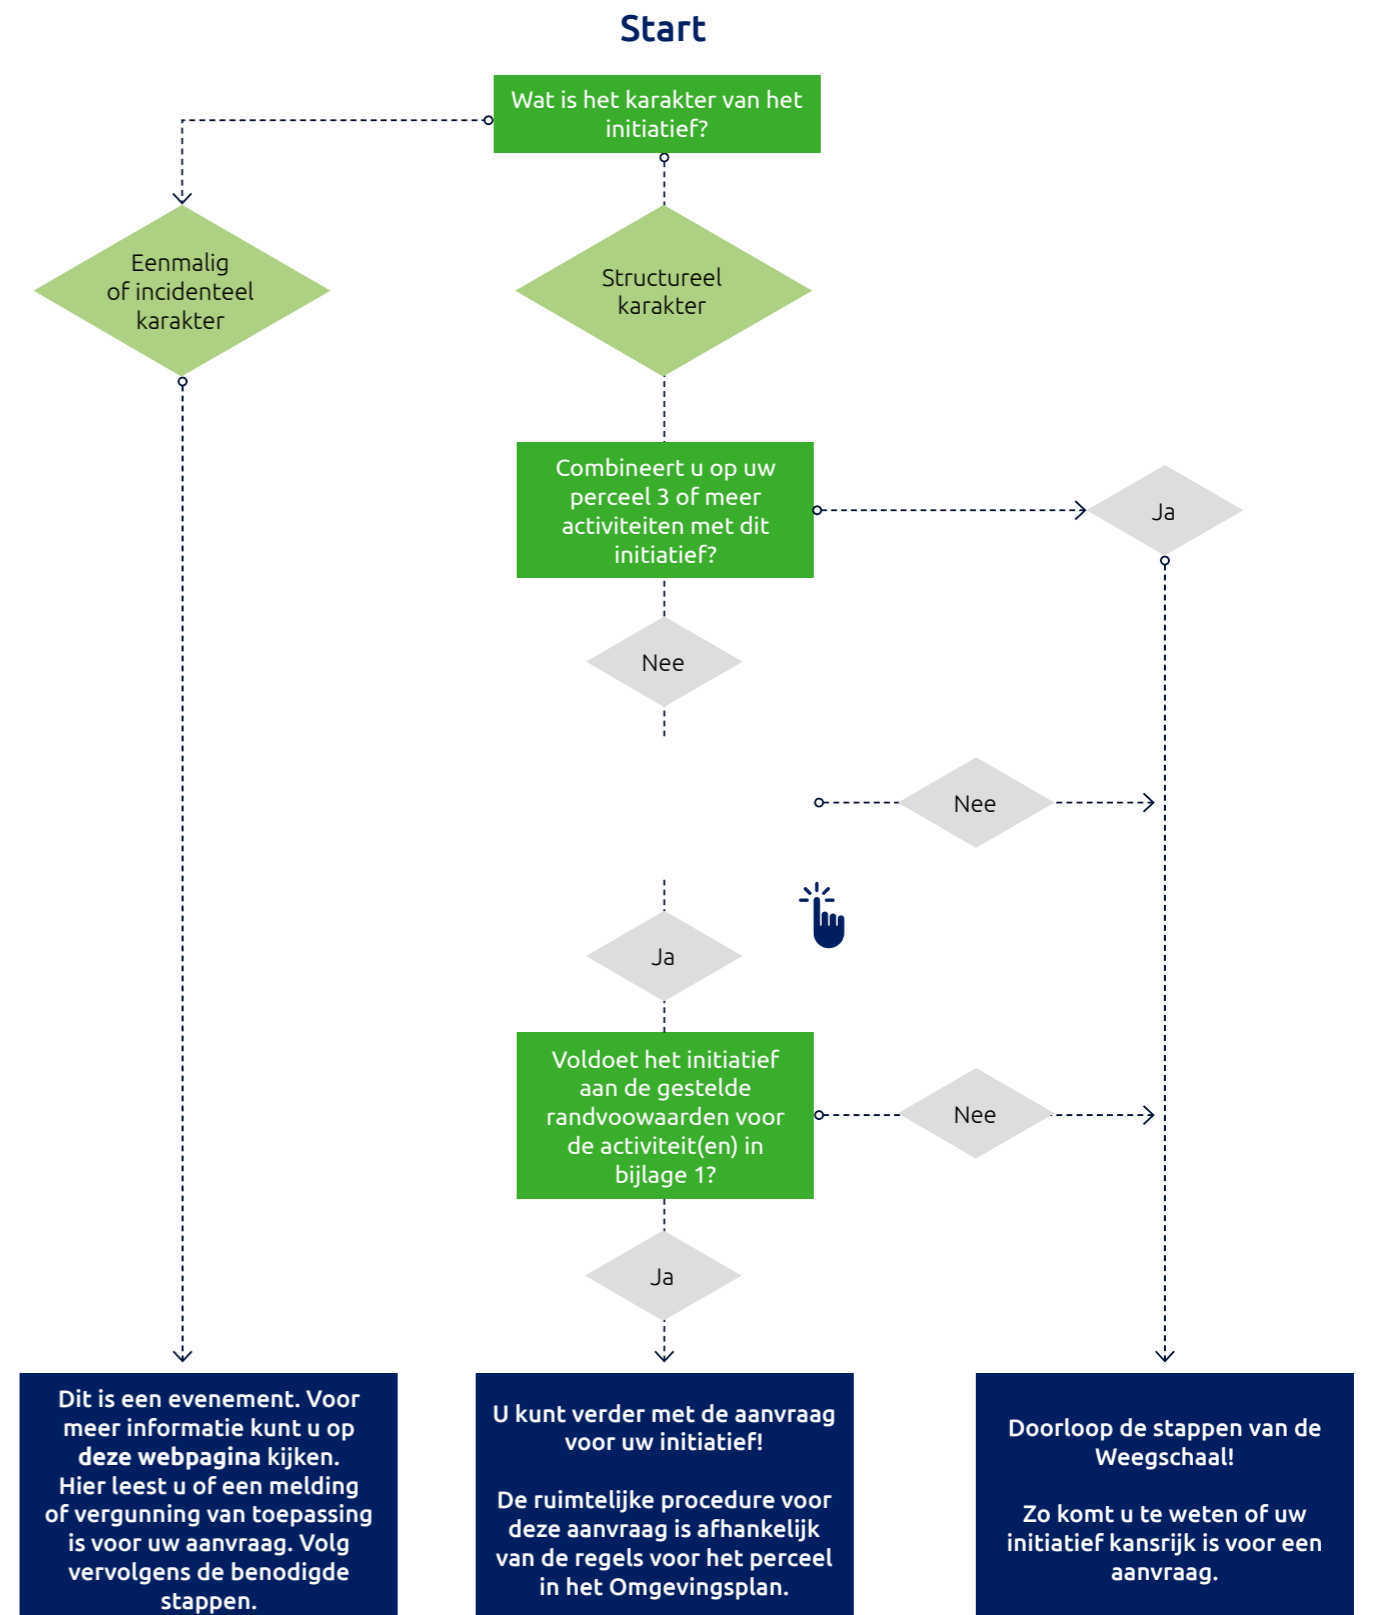 Start
Wat is het karakter van het
initiatief?
Eenmalig
of incidenteel
karakter
Structureel
karakter
Combineert u op uw
perceel 3 of meer
activiteiten met dit
initiatief?
Ja
Nee
Nee
Ja
Voldoet het initiatief
aan de gestelde
randvoowaarden voor
de activiteit(en) in
bijlage 1?
Nee
Ja
Dit is een evenement. Voor
meer informatie kunt u op
deze webpagina kijken.
Hier leest u of een melding
of vergunning van toepassing
is voor uw aanvraag. Volg
vervolgens de benodigde
stappen.
U kunt verder met de aanvraag
voor uw initiatief!
De ruimtelijke procedure voor
deze aanvraag is afhankelijk
van de regels voor het perceel
in het Omgevingsplan.
Doorloop de stappen van de
Weegschaal!
Zo komt u te weten of uw
initiatief kansrijk is voor een
aanvraag.